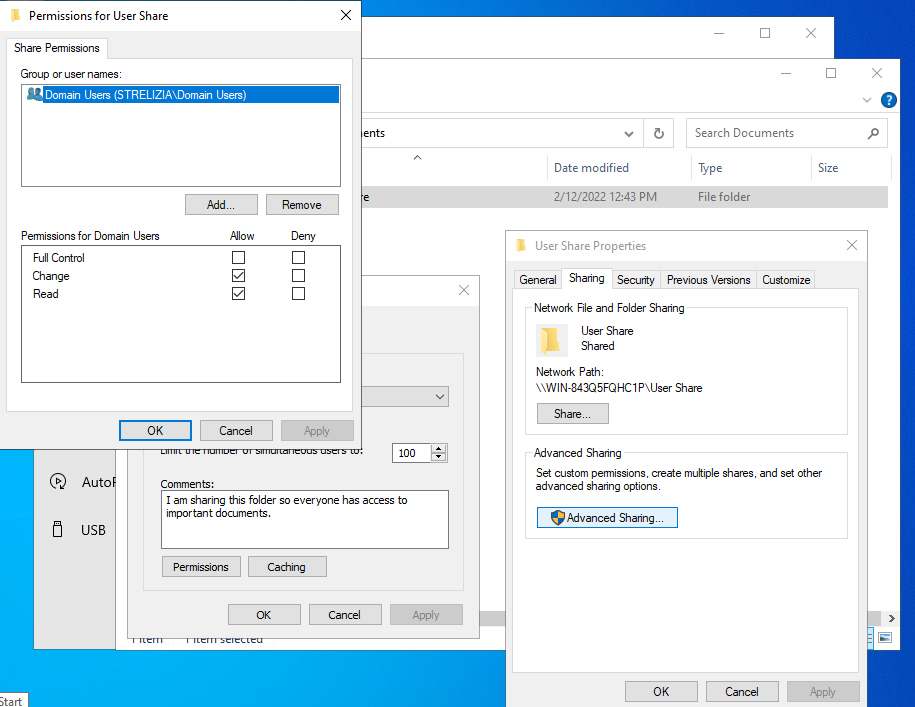 Permissions for User Share
Share Permissions
Group or user names:
Domain Users (STRELIZIA\Domain Users)
Add...
Remove
Permissions for Domain Users
Allow
Deny
Full Control
Change
Read
OK
Cancel
Apply
ents
Search Documents
Date modified
Type
Size
re
2/12/2022 12:43 PM
File folder
User Share Properties
General
Sharing
Security
Previous Versions
Customize
Network File and Folder Sharing
User Share
Shared
Network Path:
\\WIN-843Q5FQHC1P\User Share
Share...
Advanced Sharing
Set custom permissions, create multiple shares, and set other
advanced sharing options.
Advanced Sharing...
OK
Cancel
Apply
Limit the number of simultaneous users to:
100
Comments:
I am sharing this folder so everyone has access to
important documents.
Permissions
Caching
OK
Cancel
Apply
AutoP
USB
1 item
1 item selected
Start